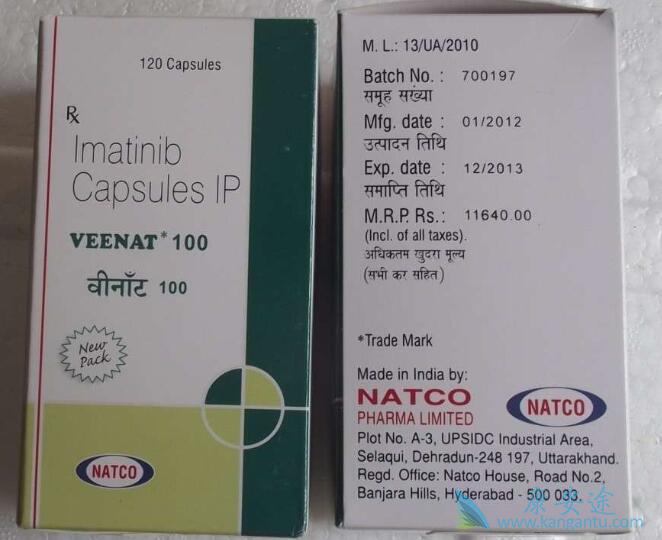 120 Capsules
Rx
Imatinib
Capsules IP
VEENAT* 100
वीनॉंट 100
New
Pack
NATCO
M. L.: 13/UA/2010
Batch No. : 700197
समूह सख्या
Mfg. date : 01/2012
उत्पादन तिथि
Exp. date : 12/2013
समाप्ति तिथि
M.R.P. Rs.: 11640.00
(Incl. of all taxes).
अधिकतम खुदरा मूल्य
(सभी कर सहित)
*Trade Mark
Made in India by:
NATCO
PHARMA LIMITED
NATCO
Plot No. A-3, UPSIDC Industrial Area,
Selaqui, Dehradun-248 197, Uttarakhand.
Regd. Office: Natco House, Road No.2,
Banjara Hills, Hyderabad - 500 033.
康安途
www.kangantu.com